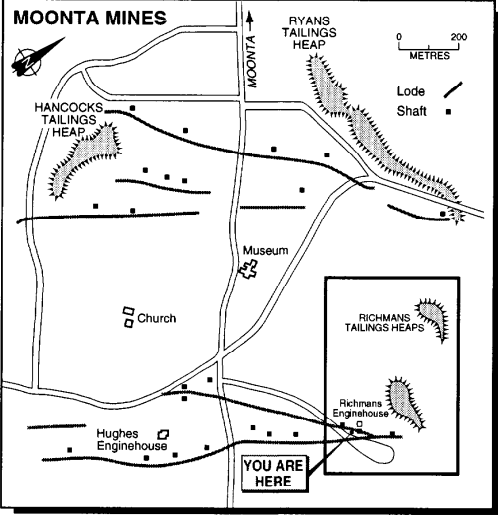 MOONTA MINES
MOONTA
RYANS
TAILINGS
HEAP
0 200
METRES
Lode
Shaft
HANCOCKS
TAILINGS
HEAP
Museum
Church
RICHMANS
TAILINGS HEAPS
Richmans
Enginehouse
Hughes
Enginehouse
YOU ARE
HERE